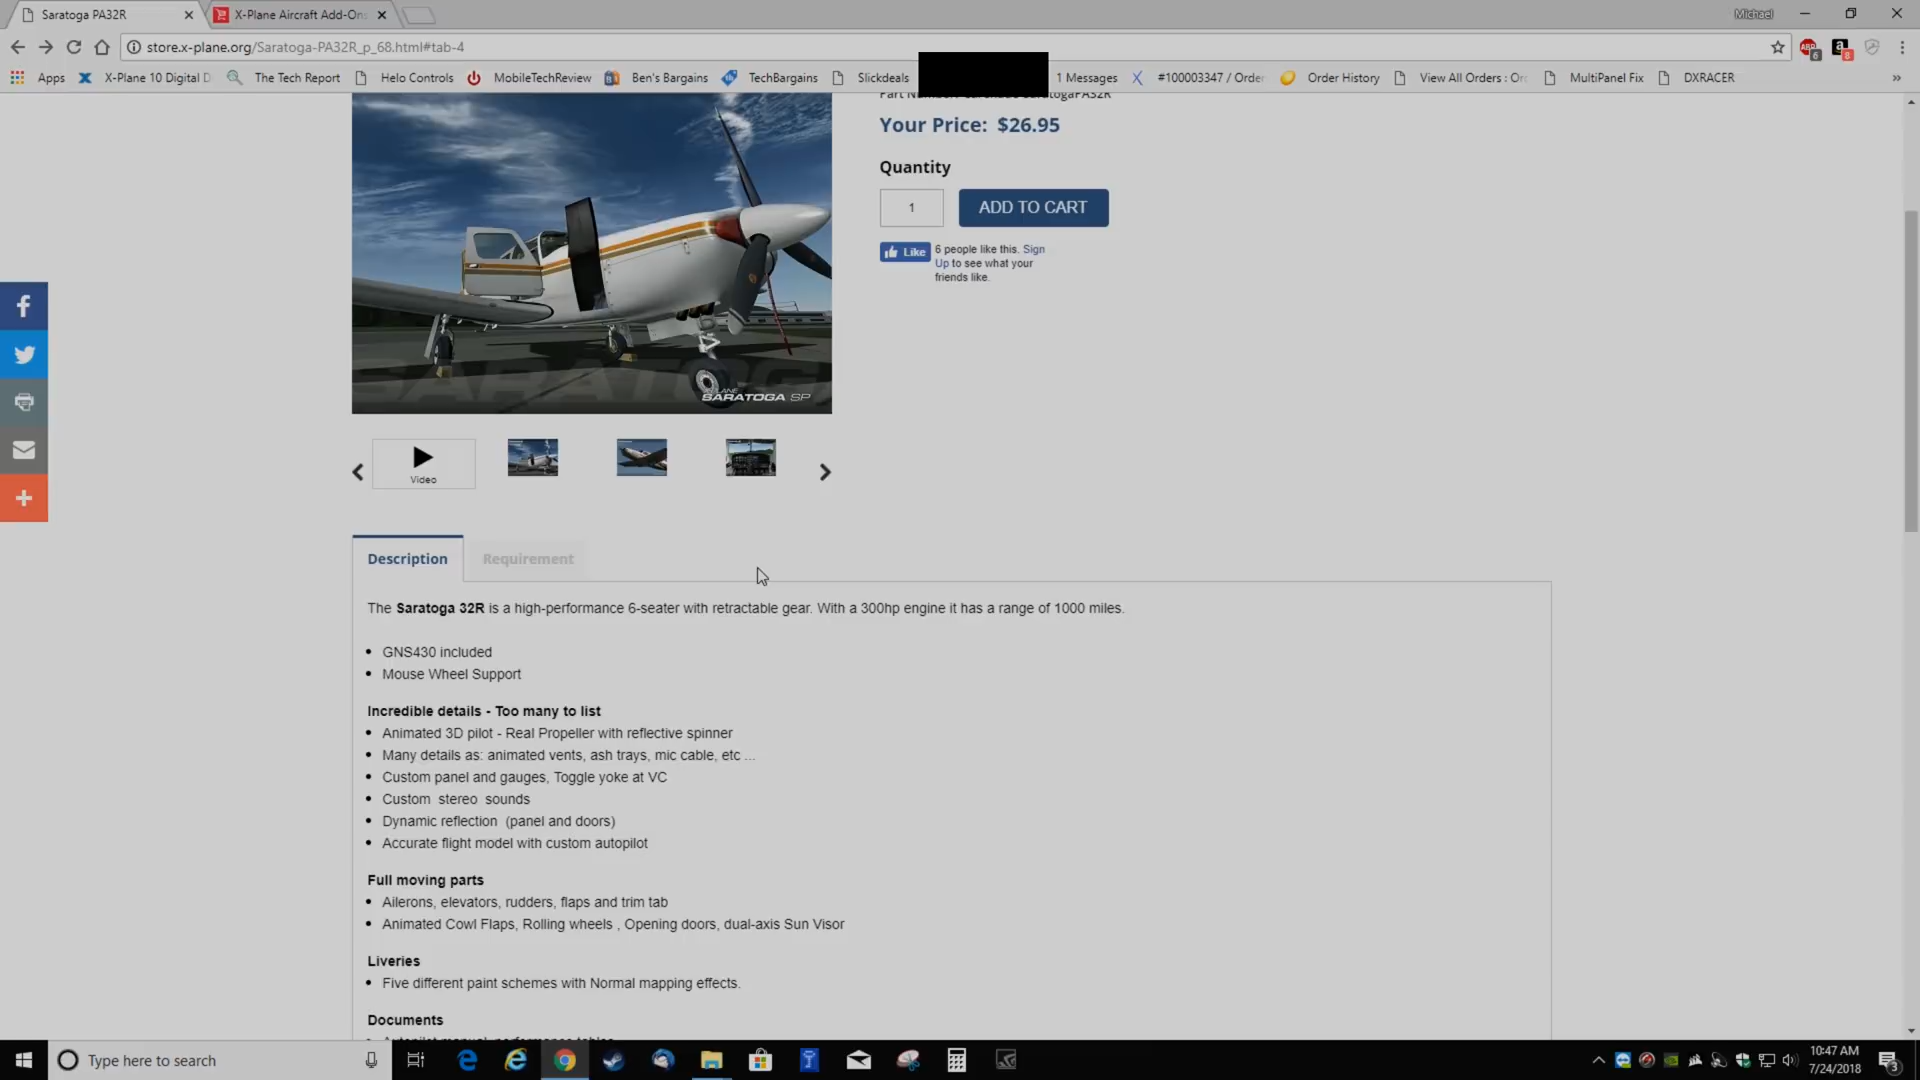 Saratoga PA32R
X-Plane Aircraft Add-Ons
Michael
store.x-plane.org/Saratoga-PA32R_p_68.html#tab-4
ABP 6
a 8
Apps
X-Plane 10 Digital D
The Tech Report
Helo Controls
MobileTechReview
Ben's Bargains
TechBargains
Slickdeals
1 Messages
#100003347 / Order
Order History
View All Orders : Or
MultiPanel Fix
DXRACER
»
Your Price: $26.95
Quantity
1
ADD TO CART
Like
6 people like this. Sign
Up to see what your
friends like.
SARATOGA
SARATOGA SP
Video
Description
Requirement
The Saratoga 32R is a high-performance 6-seater with retractable gear. With a 300hp engine it has a range of 1000 miles.
• GNS430 included
• Mouse Wheel Support
Incredible details - Too many to list
• Animated 3D pilot - Real Propeller with reflective spinner
• Many details as: animated vents, ash trays, mic cable, etc ...
• Custom panel and gauges, Toggle yoke at VC
• Custom stereo sounds
• Dynamic reflection (panel and doors)
• Accurate flight model with custom autopilot
Full moving parts
• Ailerons, elevators, rudders, flaps and trim tab
• Animated Cowl Flaps, Rolling wheels , Opening doors, dual-axis Sun Visor
Liveries
• Five different paint schemes with Normal mapping effects.
Documents
Type here to search
10:47 AM
7/24/2018
3